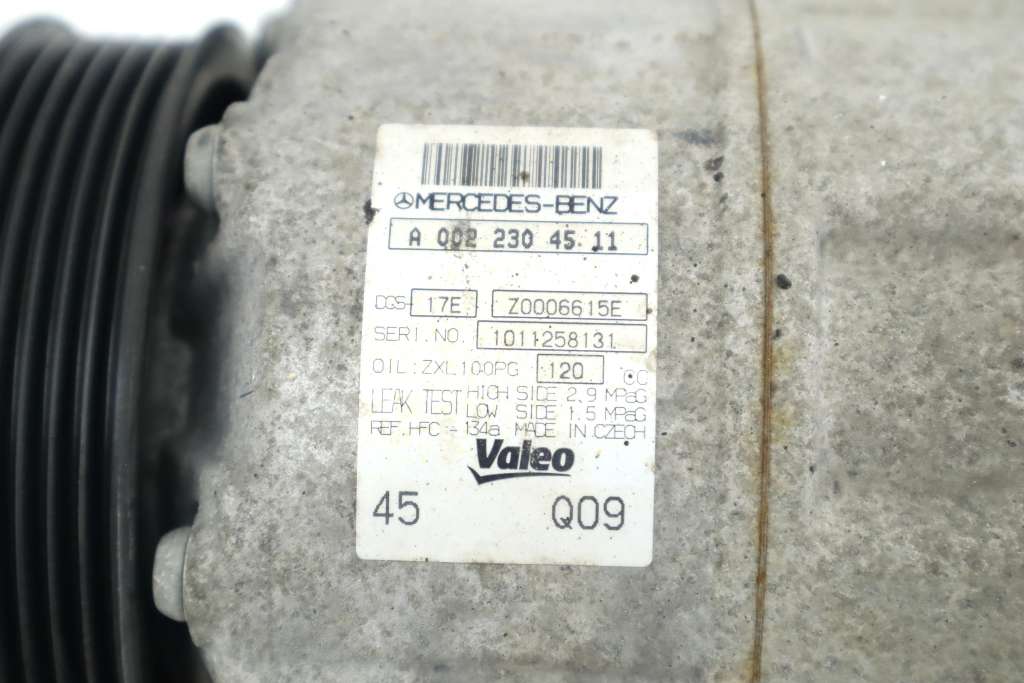 MERCEDES-BENZ
A 002 230 45 11
DCS- 17E Z0006615E
SERI.NO. 1011258131
OIL:ZXL100PG 120 CC
LEAK TEST HIGH SIDE 2.9 MPaG
LOW SIDE 1.5 MPaG
REF.HFC - 134a MADE IN CZECH
Valeo
45 Q09